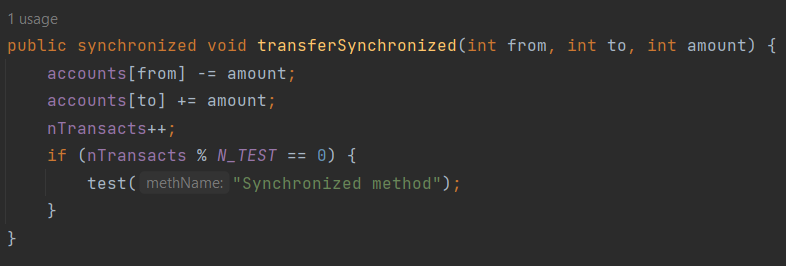 1 usage
public synchronized void transferSynchronized(int from, int to, int amount) {
    accounts[from] -= amount;
    accounts[to] += amount;
    nTransacts++;
    if (nTransacts % N_TEST == 0) {
        test( methName: "Synchronized method");
    }
}